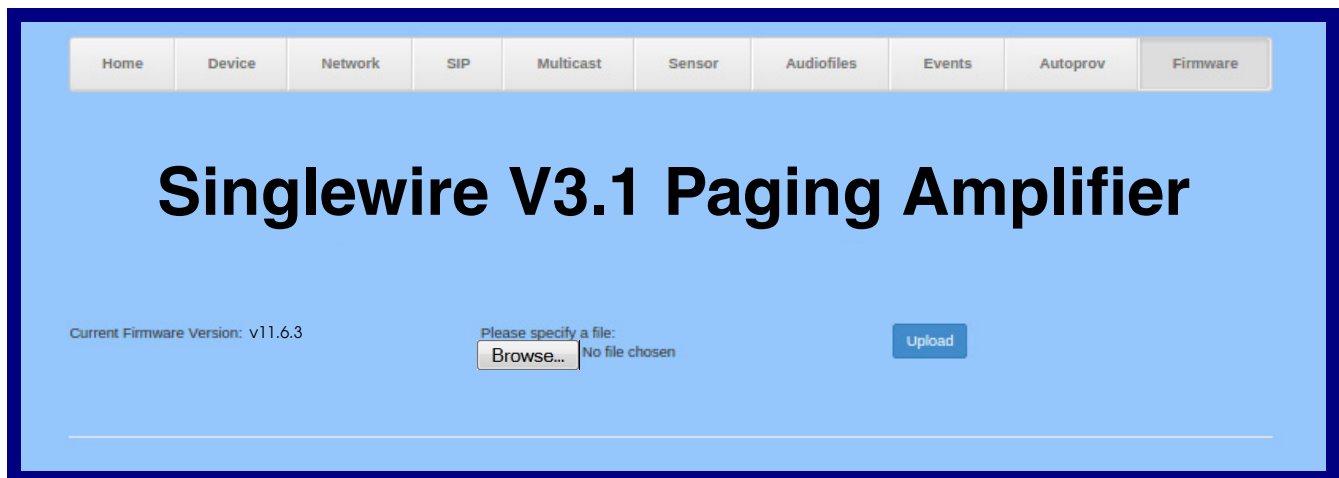 Home Device Network SIP Multicast Sensor Audiofiles Events Autoprov Firmware
Singlewire V3.1 Paging Amplifier
Current Firmware Version: v11.6.3
Please specify a file:
Browse... No file chosen
Upload